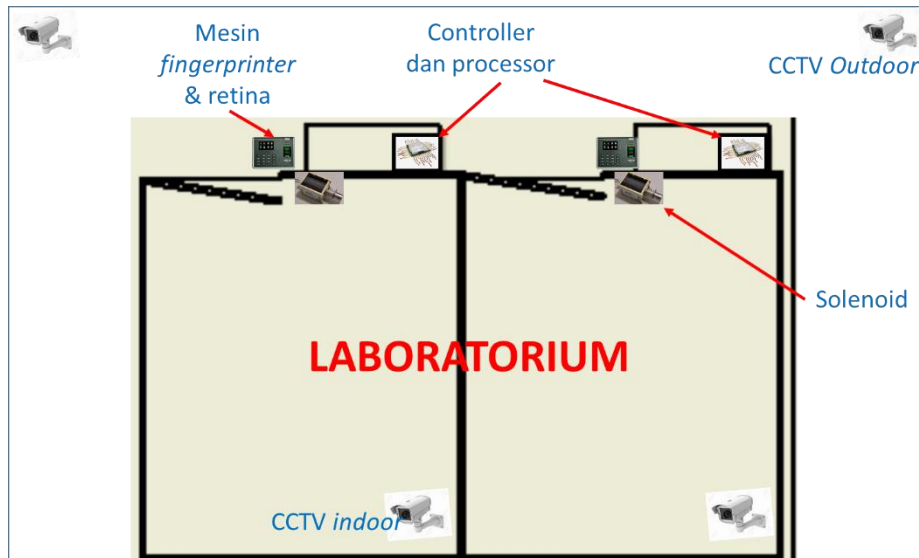 Mesin
fingerprinter
& retina
Controller
dan processor
CCTV Outdoor
Solenoid
LABORATORIUM
CCTV indoor